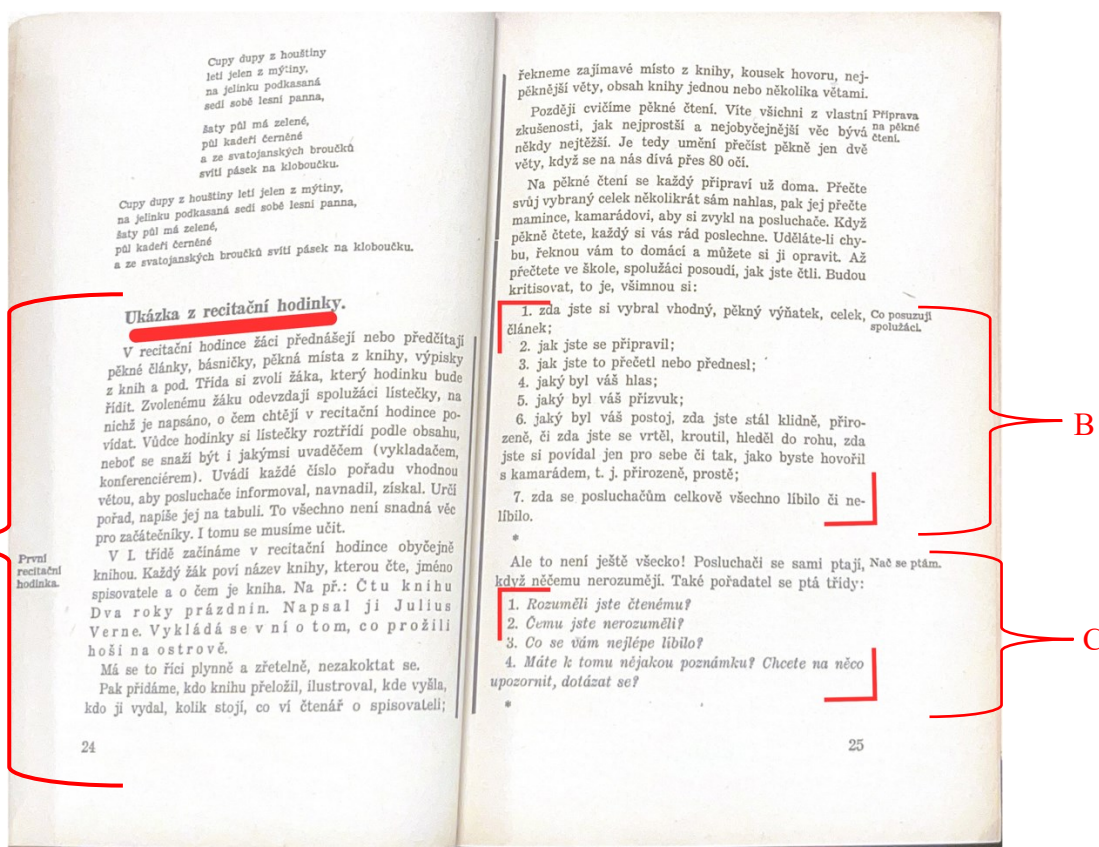 Cupy dupy z houštiny
letí jelen z mýtiny,
na jelínku podkasaná
sedí sobě lesní panna,
šaty půl má zelené,
půl kadeří černěné
a ze svatojanských broučků
svítí pásek na kloboučku.
Cupy dupy z houštiny letí jelen z mýtiny,
na jelínku podkasaná sedí sobě lesní panna,
šaty půl má zelené,
půl kadeří černěné
a ze svatojanských broučků svítí pásek na kloboučku.
Ukázka z recitační hodinky.
V recitační hodince žáci přednášejí nebo předčítají
pěkné články, básničky, pěkná místa z knihy, výpisky
z knih a pod. Třída si zvolí žáka, který hodinku bude
řídit. Zvolenému žáku odevzdají spolužáci lístečky, na
nichž je napsáno, o čem chtějí v recitační hodince po-
vídat. Vůdce hodinky si lístečky roztřídí podle obsahu,
neboť se snaží být i jakýmsi uvaděčem (vykladačem,
konferenciérem). Uvádí každé číslo pořadu vhodnou
větou, aby posluchače informoval, navnadil, získal. Určí
pořad, napíše jej na tabuli. To všechno není snadná věc
pro začátečníky. I tomu se musíme učit.
První
recitační
hodinka.
V I. třídě začínáme v recitační hodince obyčejně
knihou. Každý žák poví název knihy, kterou čte, jméno
spisovatele a o čem je kniha. Na př.: Čtu knihu
Dva roky prázdnin. Napsal ji Julius
Verne. Vykládá se v ní o tom, co prožili
hoši na ostrově.
Má se to říci plynně a zřetelně, nezakoktat se.
Pak přidáme, kdo knihu přeložil, ilustroval, kde vyšla,
kdo ji vydal, kolik stojí, co ví čtenář o spisovateli;
24
řekneme zajímavé místo z knihy, kousek hovoru, nej-
pěknější věty, obsah knihy jednou nebo několika větami.
Později cvičíme pěkné čtení. Víte všichni z vlastní
zkušenosti, jak nejprostší a nejobyčejnější věc bývá
někdy nejtěžší. Je tedy umění přečíst pěkně jen dvě
věty, když se na nás dívá přes 80 očí.
Příprava
na pěkné
čtení.
Na pěkné čtení se každý připraví už doma. Přečte
svůj vybraný celek několikrát sám nahlas, pak jej přečte
mamince, kamarádovi, aby si zvykl na posluchače. Když
pěkně čtete, každý si vás rád poslechne. Uděláte-li chy-
bu, řeknou vám to domácí a můžete si ji opravit. Až
přečtete ve škole, spolužáci posoudí, jak jste četli. Budou
kritisovat, to je, všimnou si:
1. zda jste si vybral vhodný, pěkný výňatek, celek,
článek;
Co posuzují
spolužáci.
2. jak jste se připravil;
3. jak jste to přečetl nebo přednesl;
4. jaký byl váš hlas;
5. jaký byl váš přízvuk;
6. jaký byl váš postoj, zda jste stál klidně, přiro-
zeně, či zda jste se vrtěl, kroutil, hleděl do rohu, zda
jste si povídal jen pro sebe či tak, jako byste hovořil
s kamarádem, t. j. přirozeně, prostě;
7. zda se posluchačům celkově všechno líbilo či ne-
líbilo.
*
B
Ale to není ještě všecko! Posluchači se sami ptají,
když něčemu nerozumějí. Také pořadatel se ptá třídy:
Nač se ptám.
1. Rozuměli jste čtenému?
2. Čemu jste nerozuměli?
3. Co se vám nejlépe líbilo?
4. Máte k tomu nějakou poznámku? Chcete na něco
upozornit, dotázat se?
*
C
25